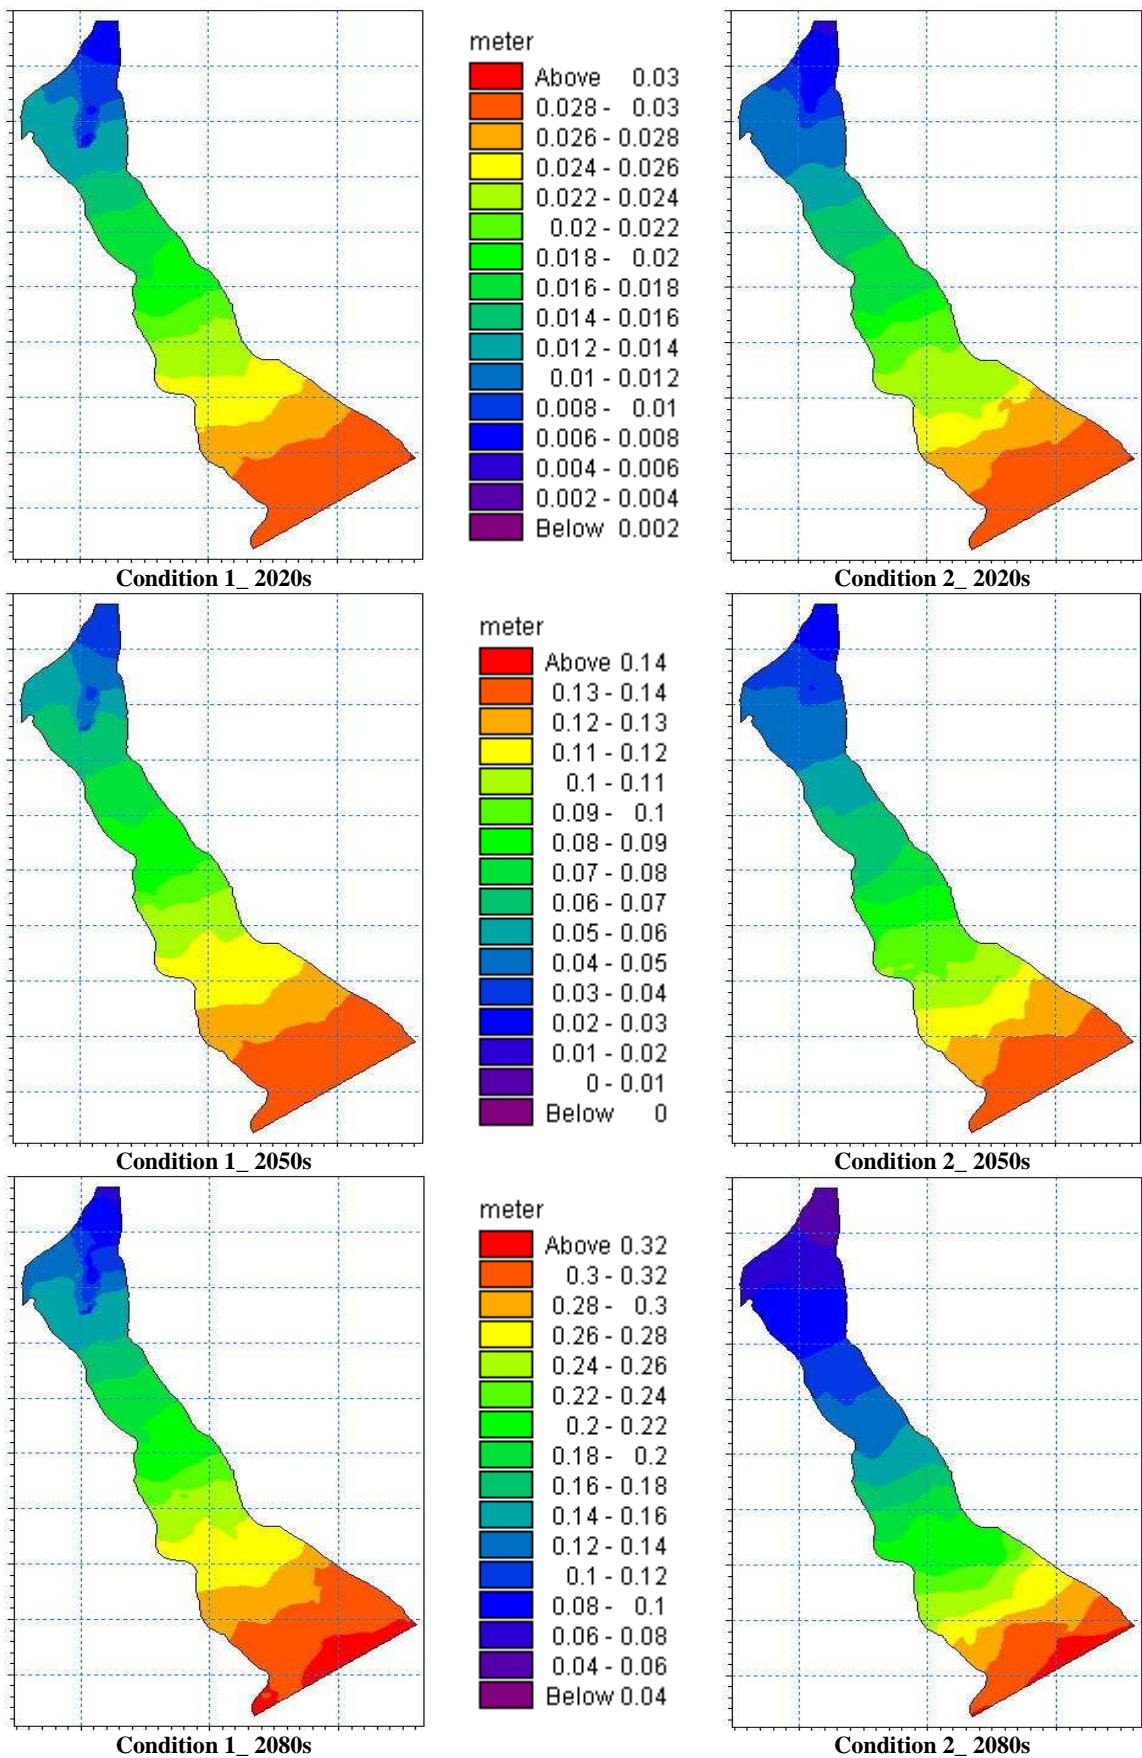 meter
Above 0.03
0.028 - 0.03
0.026 - 0.028
0.024 - 0.026
0.022 - 0.024
0.02 - 0.022
0.018 - 0.02
0.016 - 0.018
0.014 - 0.016
0.012 - 0.014
0.01 - 0.012
0.008 - 0.01
0.006 - 0.008
0.004 - 0.006
0.002 - 0.004
Below 0.002
Condition 1_ 2020s
Condition 2_ 2020s
meter
Above 0.14
0.13 - 0.14
0.12 - 0.13
0.11 - 0.12
0.1 - 0.11
0.09 - 0.1
0.08 - 0.09
0.07 - 0.08
0.06 - 0.07
0.05 - 0.06
0.04 - 0.05
0.03 - 0.04
0.02 - 0.03
0.01 - 0.02
0 - 0.01
Below 0
Condition 1_ 2050s
Condition 2_ 2050s
meter
Above 0.32
0.3 - 0.32
0.28 - 0.3
0.26 - 0.28
0.24 - 0.26
0.22 - 0.24
0.2 - 0.22
0.18 - 0.2
0.16 - 0.18
0.14 - 0.16
0.12 - 0.14
0.1 - 0.12
0.08 - 0.1
0.06 - 0.08
0.04 - 0.06
Below 0.04
Condition 1_ 2080s
Condition 2_ 2080s